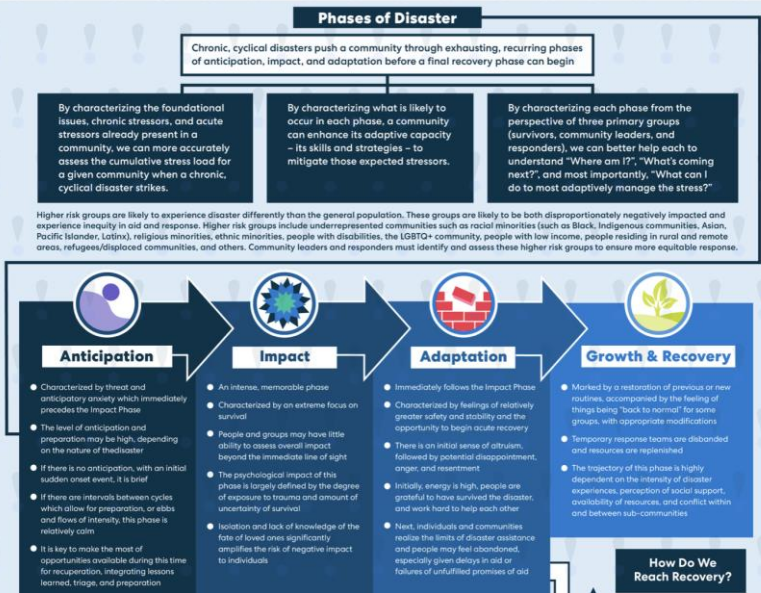 Phases of Disaster
Chronic, cyclical disasters push a community through exhausting, recurring phases
of anticipation, impact, and adaptation before a final recovery phase can begin
By characterizing the foundational
issues, chronic stressors, and acute
stressors already present in a
community, we can more accurately
assess the cumulative stress load for
a given community when a chronic,
cyclical disaster strikes.
By characterizing what is likely to
occur in each phase, a community
can enhance its adaptive capacity
– its skills and strategies – to
mitigate those expected stressors.
By characterizing each phase from the
perspective of three primary groups
(survivors, community leaders, and
responders), we can better help each to
understand “Where am I?”, “What’s coming
next?”, and most importantly, “What can I
do to most adaptively manage the stress?”
Higher risk groups are likely to experience disaster differently than the general population. These groups are likely to be both disproportionately negatively impacted and
experience inequity in aid and response. Higher risk groups include underrepresented communities such as racial minorities (such as Black, Indigenous communities, Asian,
Pacific Islander, Latinx), religious minorities, ethnic minorities, people with disabilities, the LGBTQ+ community, people with low income, people residing in rural and remote
areas, refugees/displaced communities, and others. Community leaders and responders must identify and assess these higher risk groups to ensure more equitable response.
Anticipation
Characterized by threat and
anticipatory anxiety which immediately
precedes the Impact Phase
The level of anticipation and
preparation may be high, depending
on the nature of thedisaster
If there is no anticipation, with an initial
sudden onset event, it is brief
If there are intervals between cycles
which allow for preparation, or ebbs
and flows of intensity, this phase is
relatively calm
It is key to make the most of
opportunities available during this time
for recuperation, integrating lessons
learned, triage, and preparation
Impact
An intense, memorable phase
Characterized by an extreme focus on
survival
People and groups may have little
ability to assess overall impact
beyond the immediate line of sight
The psychological impact of this
phase is largely defined by the degree
of exposure to trauma and amount of
uncertainty of survival
Isolation and lack of knowledge of the
fate of loved ones significantly
amplifies the risk of negative impact
to individuals
Adaptation
Immediately follows the Impact Phase
Characterized by feelings of relatively
greater safety and stability and the
opportunity to begin acute recovery
There is an initial sense of altruism,
followed by potential disappointment,
anger, and resentment
Initially, energy is high, people are
grateful to have survived the disaster,
and work hard to help each other
Next, individuals and communities
realize the limits of disaster assistance
and people may feel abandoned,
especially given delays in aid or
failures of unfulfilled promises of aid
Growth & Recovery
Marked by a restoration of previous or new
routines, accompanied by the feeling of
things being “back to normal” for some
groups, with appropriate modifications
Temporary response teams are disbanded
and resources are replenished
The trajectory of this phase is highly
dependent on the intensity of disaster
experiences, perception of social support,
availability of resources, and conflict within
and between sub-communities
How Do We
Reach Recovery?